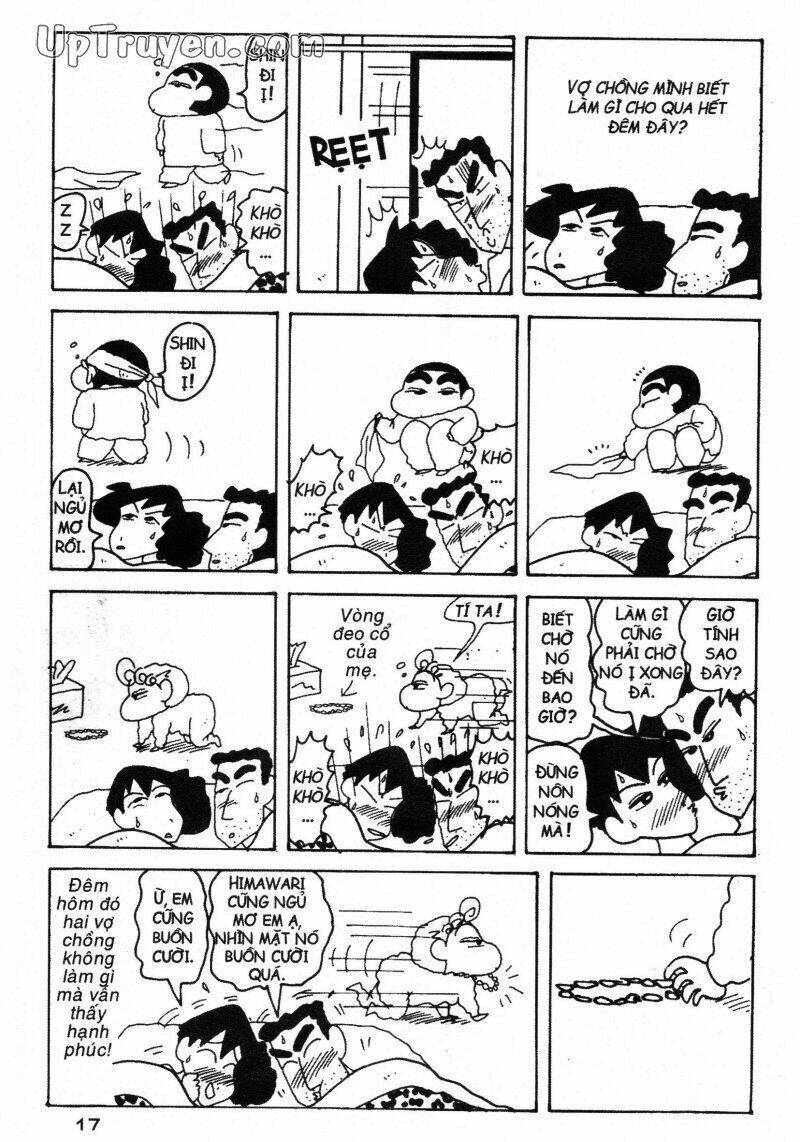 UpTruyen.com
VỢ CHỒNG MÌNH BIẾT
LÀM GÌ CHO QUA HẾT
ĐÊM ĐÂY?
RẸẸT
SHIN
ĐI
Ị!
KHÒ
KHÒ
...
Z
Z
KHÒ
...
KHÒ
...
SHIN
ĐI
Ị!
LẠI
NGỦ
MƠ
RỒI.
GIỜ
TÍNH
SAO
ĐÂY?
LÀM GÌ
CŨNG
PHẢI CHỜ
NÓ Ị XONG
ĐÃ.
BIẾT
CHỜ
NÓ
ĐẾN
BAO
GIỜ?
ĐỪNG
NÔN
NÓNG
MÀ!
TÍ TA!
Vòng
đeo cổ
của
mẹ.
KHÒ
KHÒ
...
KHÒ
KHÒ
...
HIMAWARI
CŨNG NGỦ
MƠ EM Ạ,
NHÌN MẶT NÓ
BUỒN CƯỜI
QUÁ.
Ừ, EM
CŨNG
BUỒN
CƯỜI.
Đêm
hôm đó
hai vợ
chồng
không
làm gì
mà vẫn
thấy
hạnh
phúc!
17